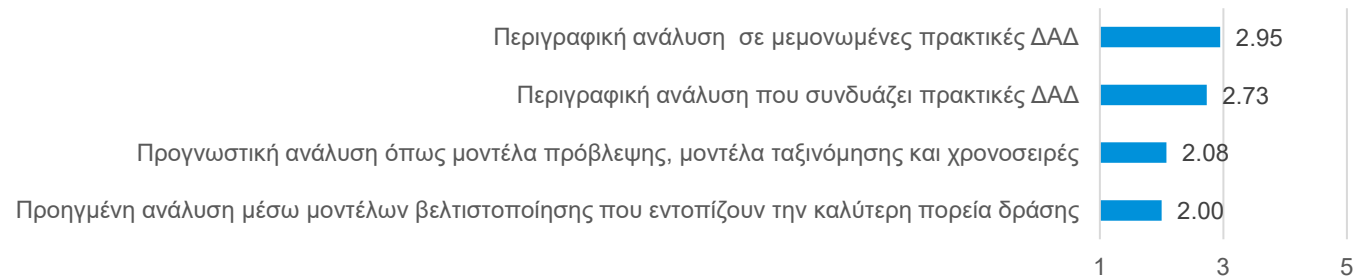 Περιγραφική ανάλυση  σε μεμονωμένες πρακτικές ΔΑΔ 2.95
Περιγραφική ανάλυση που συνδυάζει πρακτικές ΔΑΔ 2.73
Προγνωστική ανάλυση όπως μοντέλα πρόβλεψης, μοντέλα ταξινόμησης και χρονοσειρές 2.08
Προηγμένη ανάλυση μέσω μοντέλων βελτιστοποίησης που εντοπίζουν την καλύτερη πορεία δράσης 2.00
1 3 5